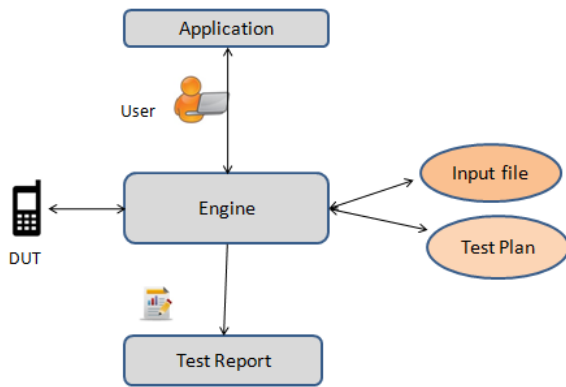 Application
User
Input file
Engine
Test Plan
DUT
Test Report